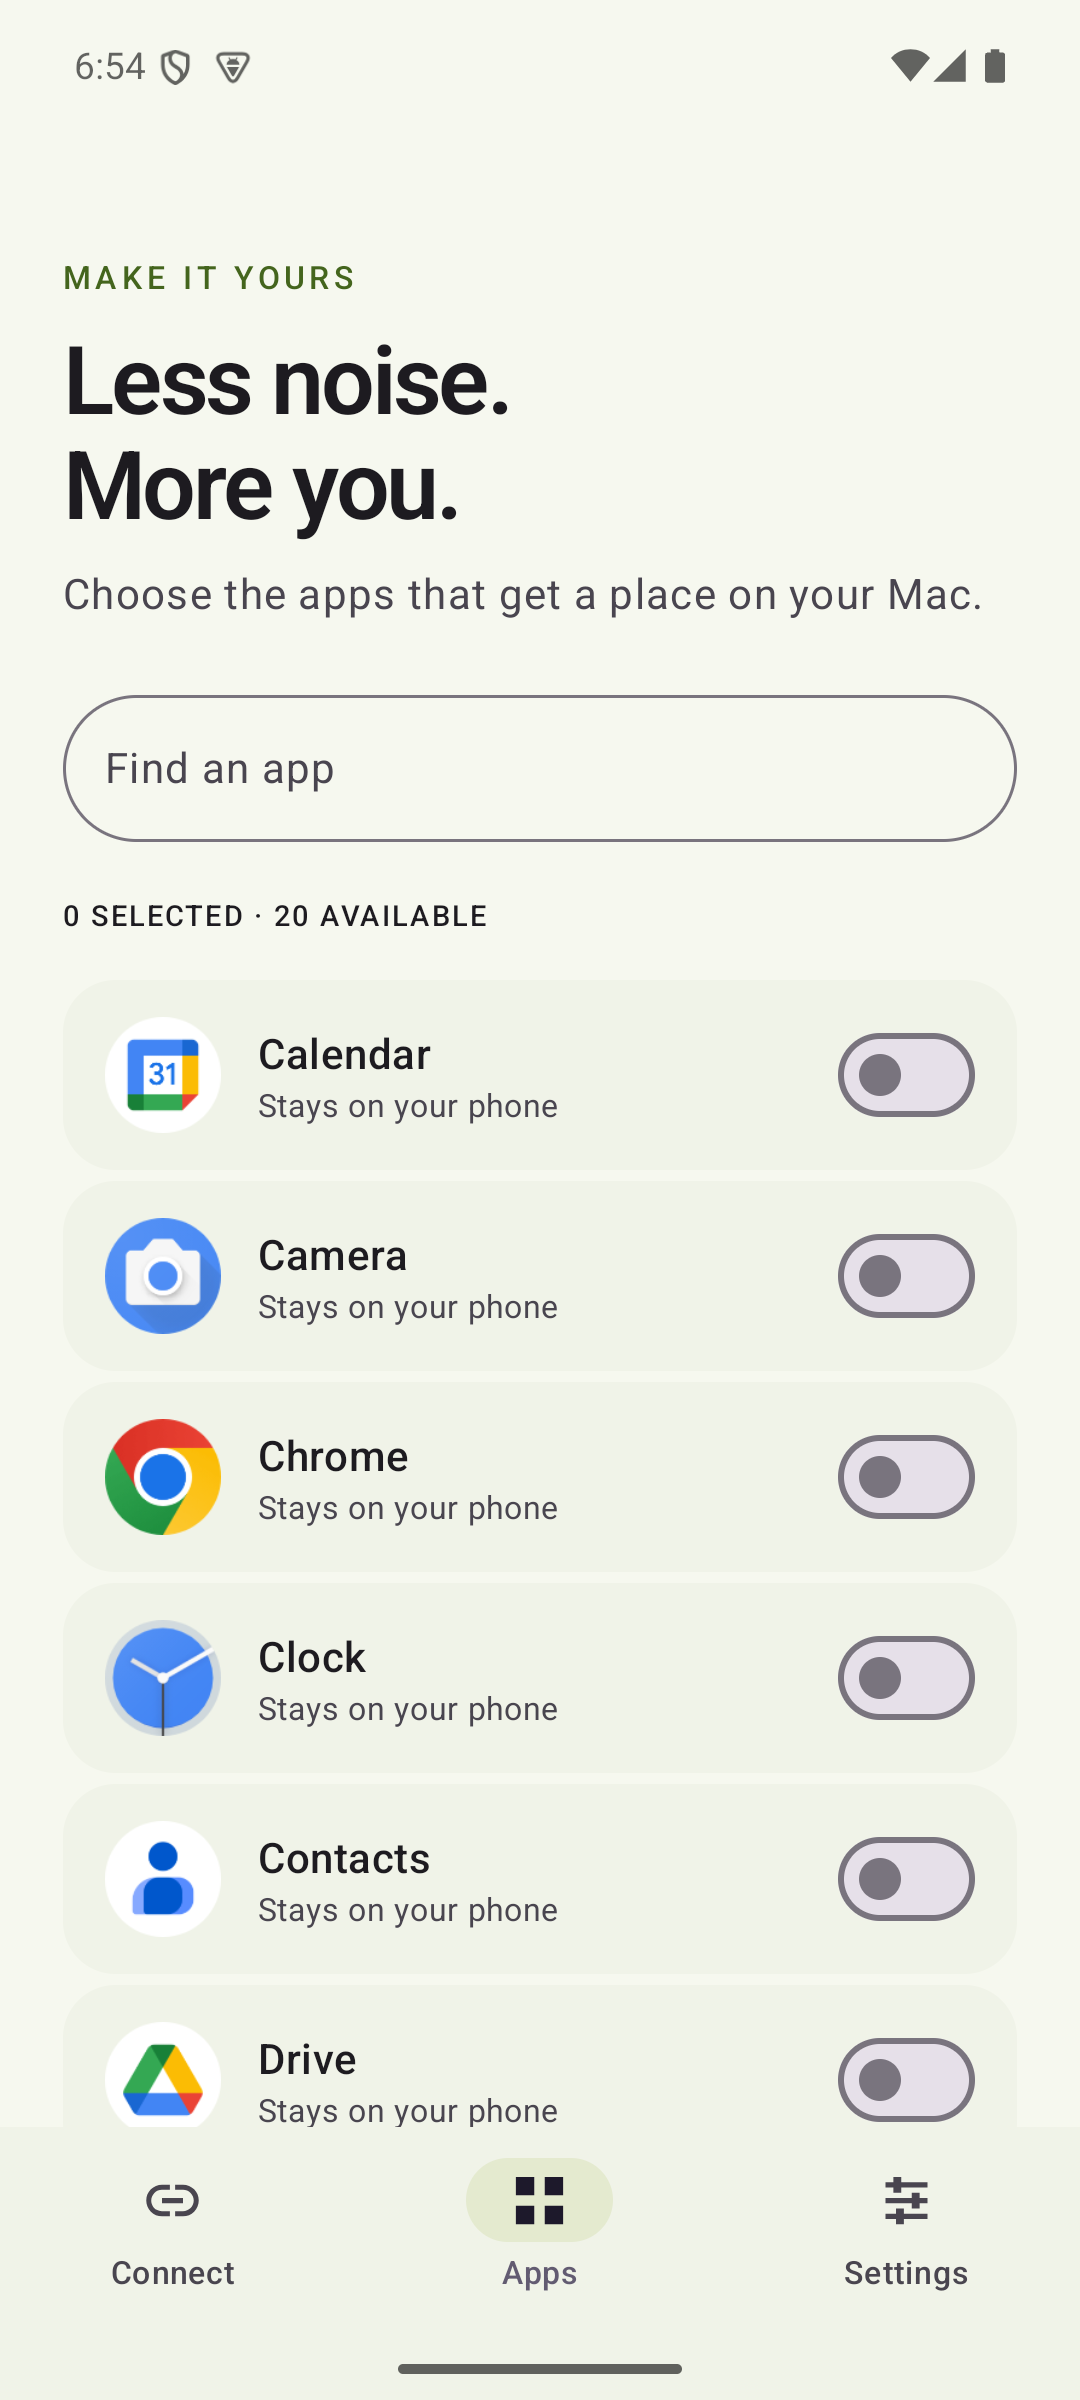 6:54
MAKE IT YOURS
Less noise.
More you.
Choose the apps that get a place on your Mac.
Find an app
0 SELECTED · 20 AVAILABLE
31
Calendar
Stays on your phone
Camera
Stays on your phone
Chrome
Stays on your phone
Clock
Stays on your phone
Contacts
Stays on your phone
Drive
Stays on your phone
Connect
Apps
Settings